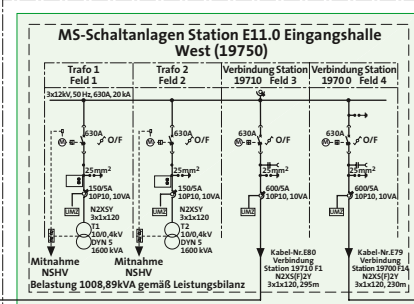 MS-Schaltanlagen Station E11.0 Eingangshalle
West (19750)
Trafo 1
Feld 1
Trafo 2
Feld 2
Verbindung Station
19710 Feld 3
Verbindung Station
1970 0 Feld 4
3x12kV, 50 Hz, 630A, 20 kA
630A
M
O/F
630A
M
O/F
630A
M
O/F
630A
M
O/F
25mm²
25mm²
25mm²
25mm²
150/5A
10P10, 10VA
150/5A
10P10, 10VA
600/5A
10P10, 10VA
600/5A
10P10, 10VA
UMZ
UMZ
UMZ
UMZ
N2XSY
3x1x120
N2XSY
3x1x120
T1
10/0,4kV
DYN 5
1600 kVA
T2
10/0,4kV
DYN 5
1600 kVA
Mitnahme
NSHV
Mitnahme
NSHV
Kabel-Nr.E80
Verbindung
Station 19710 F1
N2XS(F)2Y
3x1x120, 295m
Kabel-Nr.E79
Verbindung
Station 19700 F14
N2XS(F)2Y
3x1x120, 230m
Belastung 1008,89kVA gemäß Leistungsbilanz